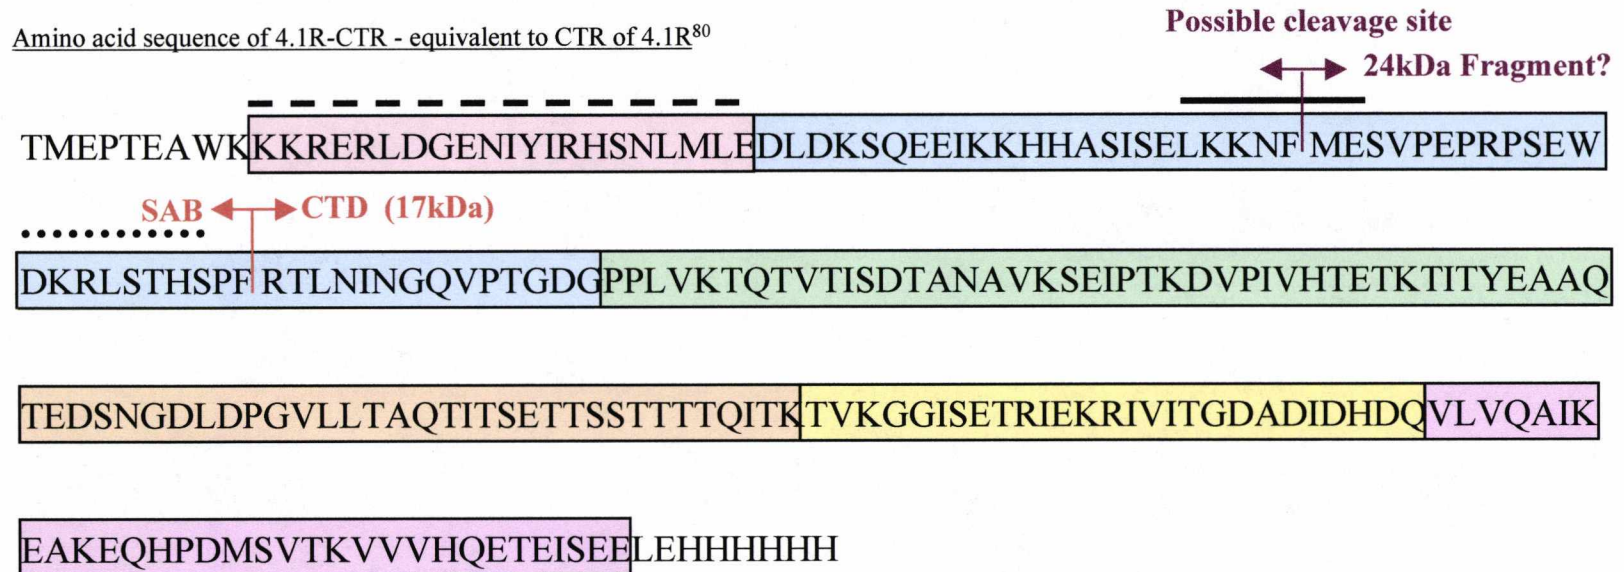 Possible cleavage site
Amino acid sequence of 4.1R-CTR - equivalent to CTR of 4.1R80
24kDa Fragment?
TMEPTEAWKKKRERLDGENIYIRHSNLMLEDLDKSQEEIKKHHASISELKKNFMESVPEPRPSEW
SAB CTD (17kDa)
DKRLSTHSPFRTLNINGQVPTGDGPPLVKTQTVTISDTANAVKSEIPTKDVPIVHTETKTITYEAAQ
TEDSNGDLDPGVLLTAQTITSETTSSTTTTQITKTVKGGISETRIEKRIVITGDADIDHDQVLVQAIK
EAKEQHPDMSVTKVVVHQETEISEELEHHHHHH